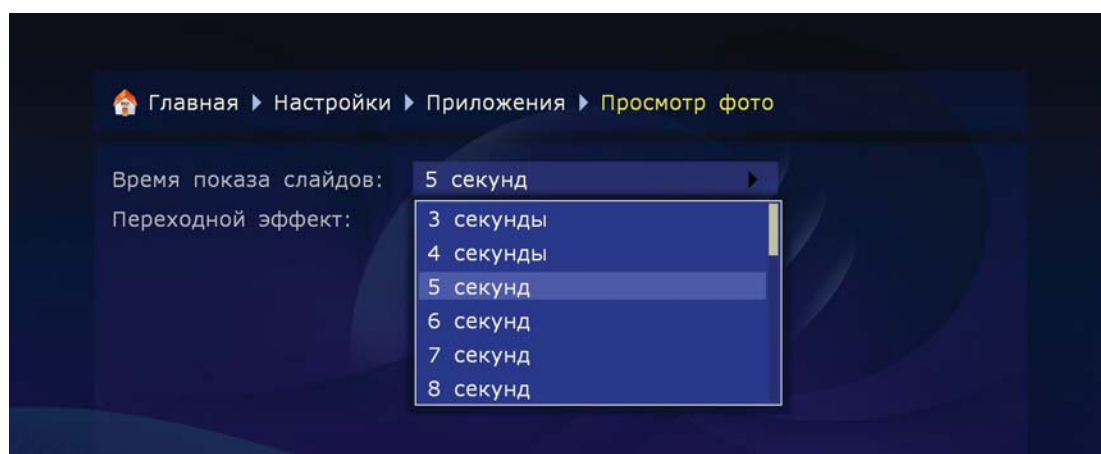 Главная Настройки Приложения Просмотр фото
Время показа слайдов: 5 секунд
Переходной эффект:
3 секунды
4 секунды
5 секунд
6 секунд
7 секунд
8 секунд